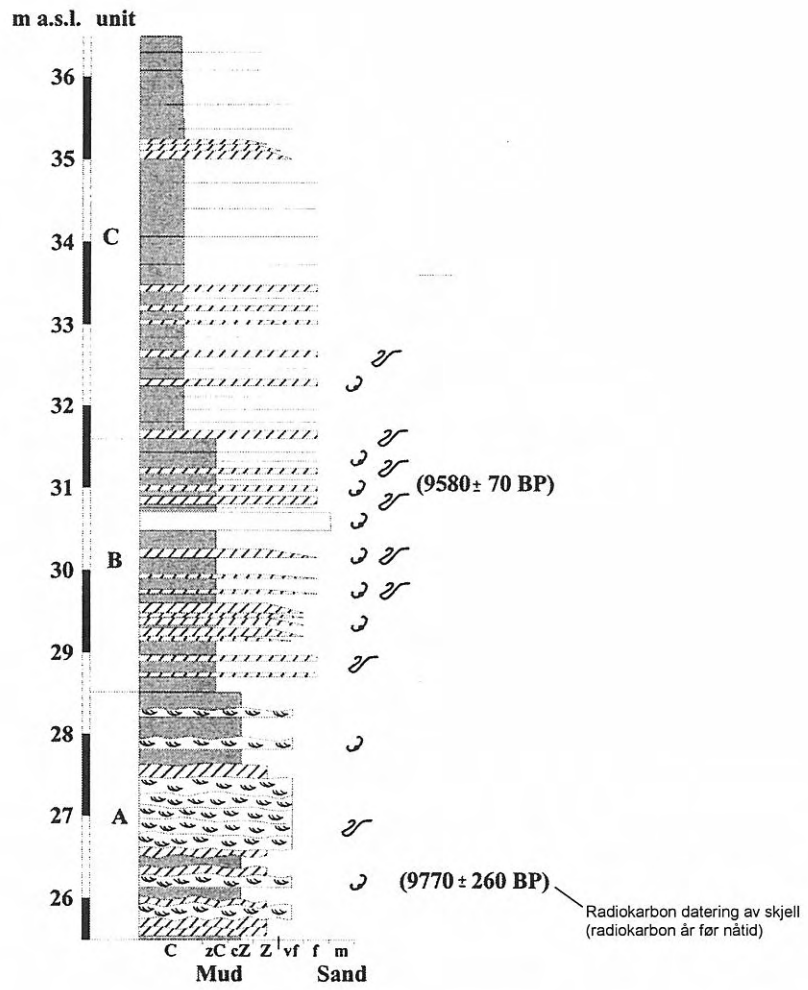 m a.s.l. unit
36
35
C
34
33
32
31
(9580± 70 BP)
B
30
29
28
27
A
(9770 ± 260 BP)
26
Radiokarbon datering av skjell
(radiokarbon år før nåtid)
C zC cZ Z vf f m
Mud Sand